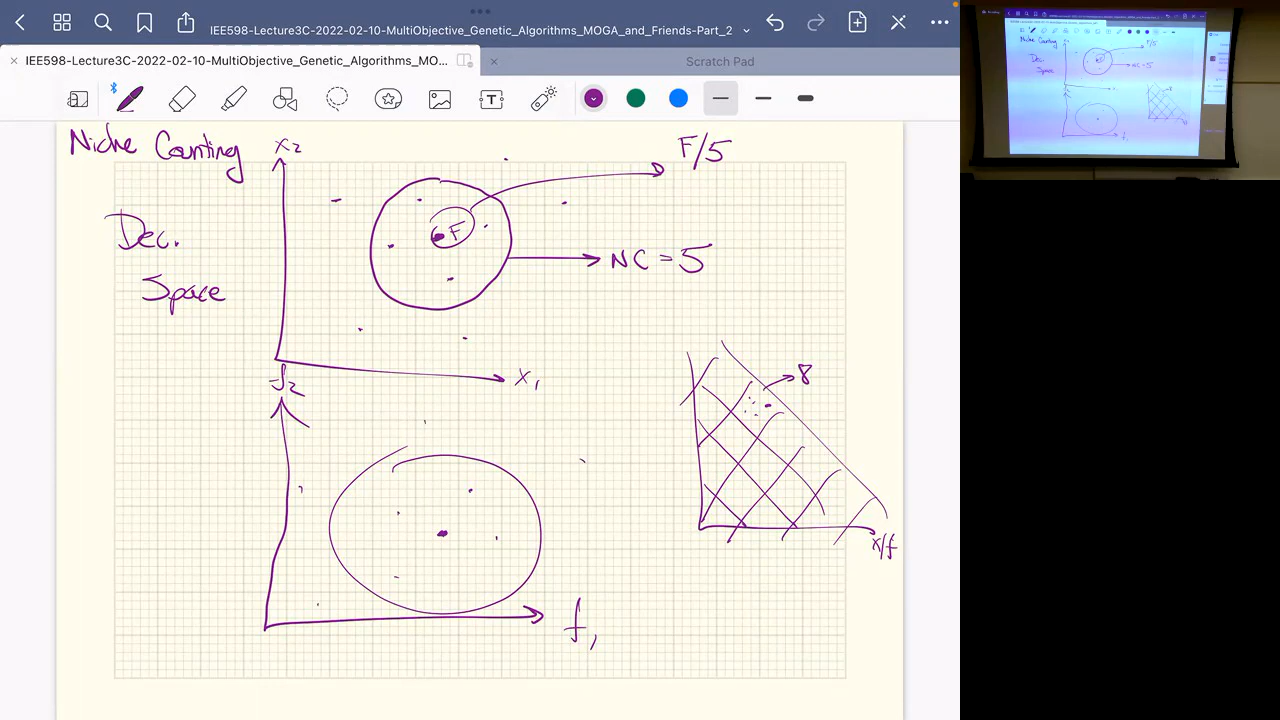 IEE598-Lecture3C-2022-02-10-MultiObjective_Genetic_Algorithms_MOGA_and_Friends-Part_2
IEE598-Lecture3C-2022-02-10-MultiObjective_Genetic_Algorithms_MO...
Scratch Pad
T
Niche Counting
x2
F/5
Dec.
Space
F
NC = 5
x1
f2
8
x/f
f1